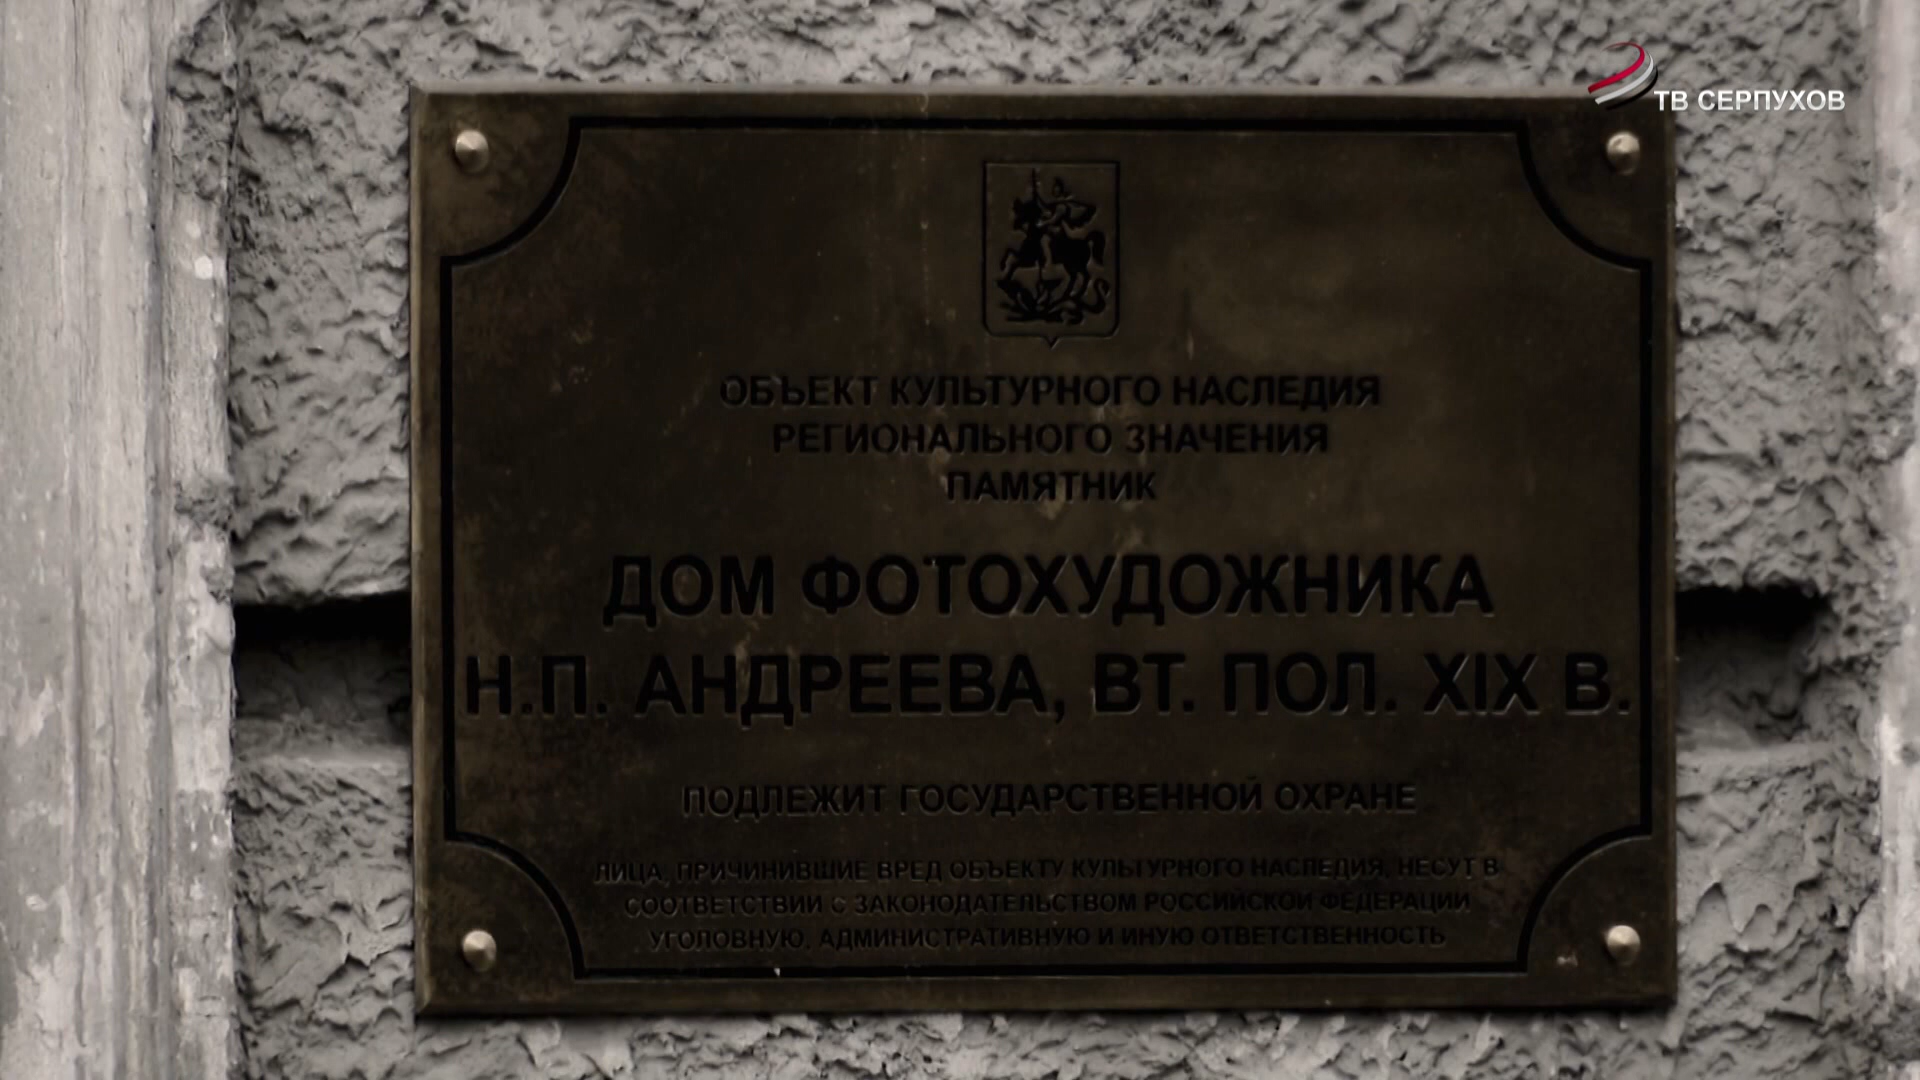 ТВ СЕРПУХОВ
ОБЪЕКТ КУЛЬТУРНОГО НАСЛЕДИЯ
РЕГИОНАЛЬНОГО ЗНАЧЕНИЯ
ПАМЯТНИК
ДОМ ФОТОХУДОЖНИКА
Н.П. АНДРЕЕВА, ВТ. ПОЛ. XIX В.
ПОДЛЕЖИТ ГОСУДАРСТВЕННОЙ ОХРАНЕ
ЛИЦА, ПРИЧИНИВШИЕ ВРЕД ОБЪЕКТУ КУЛЬТУРНОГО НАСЛЕДИЯ, НЕСУТ В
СООТВЕТСТВИИ С ЗАКОНОДАТЕЛЬСТВОМ РОССИЙСКОЙ ФЕДЕРАЦИИ
УГОЛОВНУЮ, АДМИНИСТРАТИВНУЮ И ИНУЮ ОТВЕТСТВЕННОСТЬ